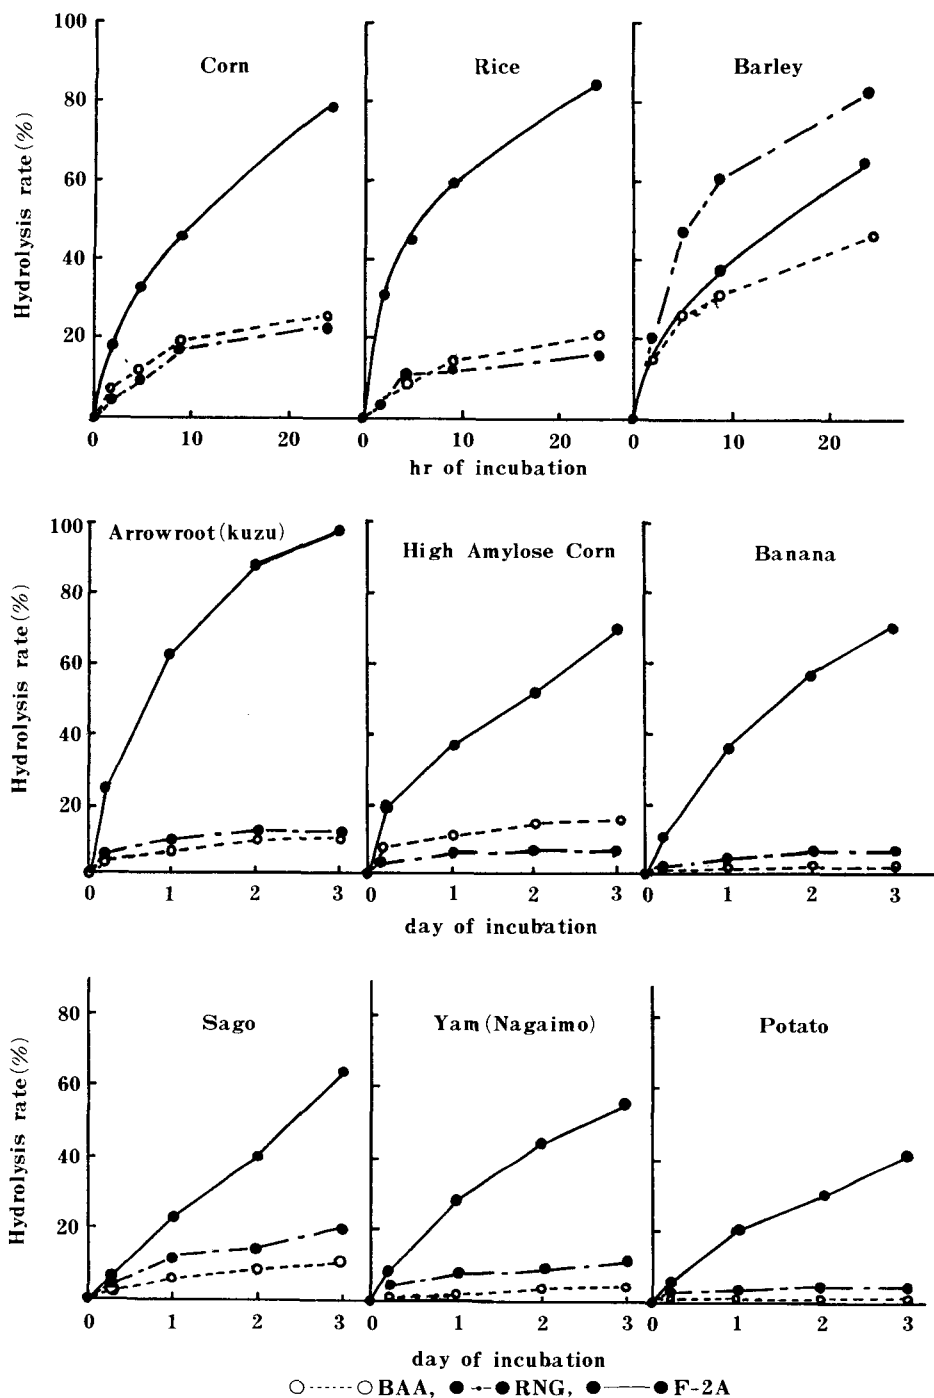 100
80
60
40
20
Hydrolysis rate (%)
Corn
Rice
Barley
0 10 20 0 10 20 0 10 20
hr of incubation
100
80
60
40
20
Hydrolysis rate (%)
Arrowroot (kuzu)
High Amylose Corn
Banana
0 1 2 3 0 1 2 3 0 1 2 3
day of incubation
80
60
40
20
Hydrolysis rate (%)
Sago
Yam (Nagaimo)
Potato
0 1 2 3 0 1 2 3 0 1 2 3
day of incubation
BAA, RNG, F-2A